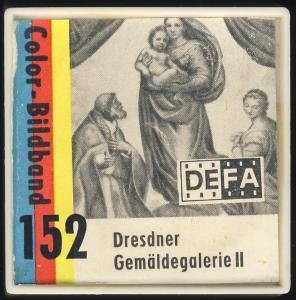 Color-Bildband
152
DEFA
Dresdner
Gemäldegalerie II